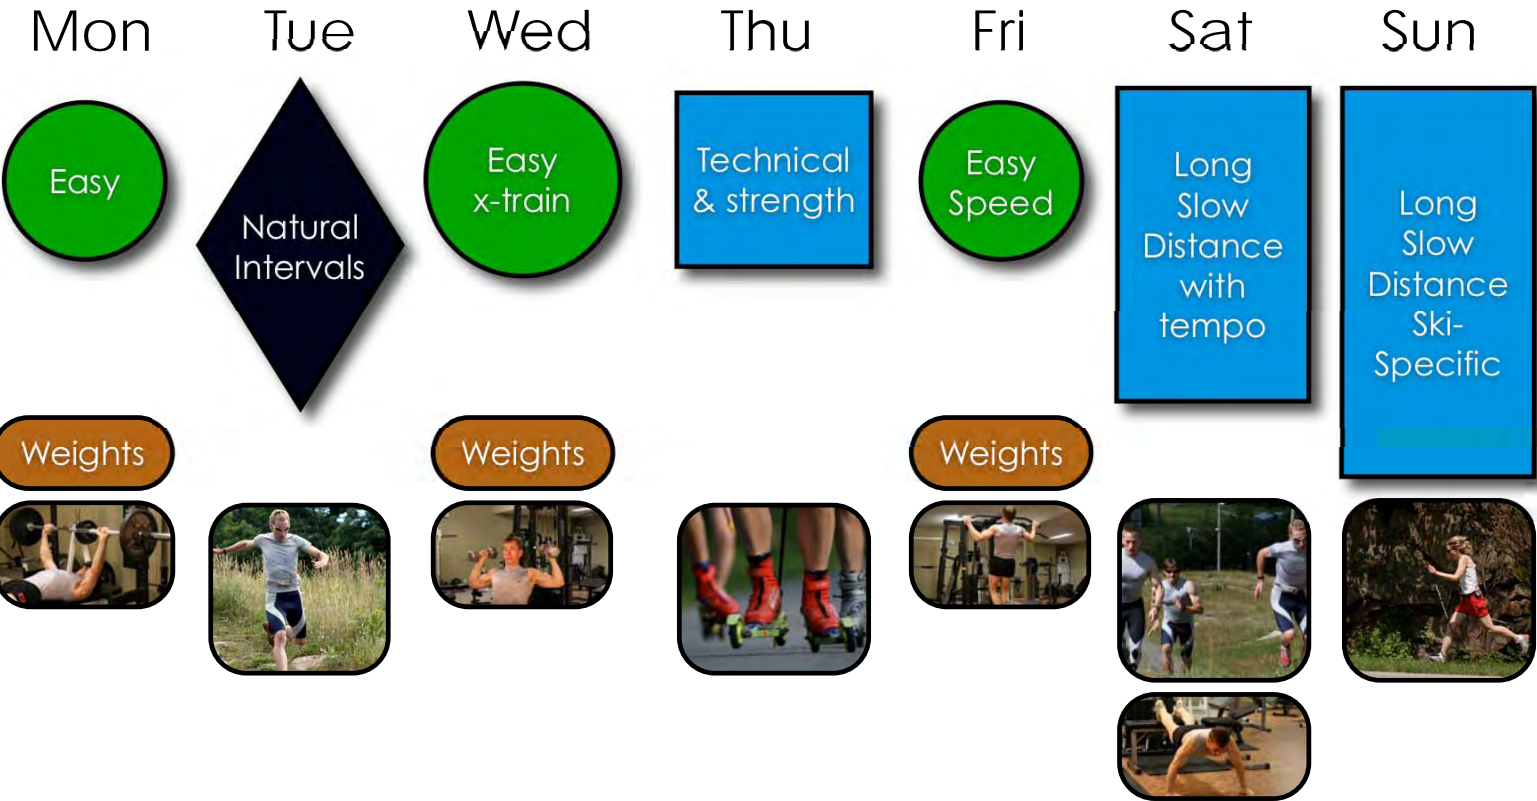 Mon Tue Wed Thu Fri Sat Sun
Easy
Natural
Intervals
Easy
x-train
Technical
& strength
Easy
Speed
Long
Slow
Distance
with
tempo
Long
Slow
Distance
Ski-
Specific
Weights
Weights
Weights